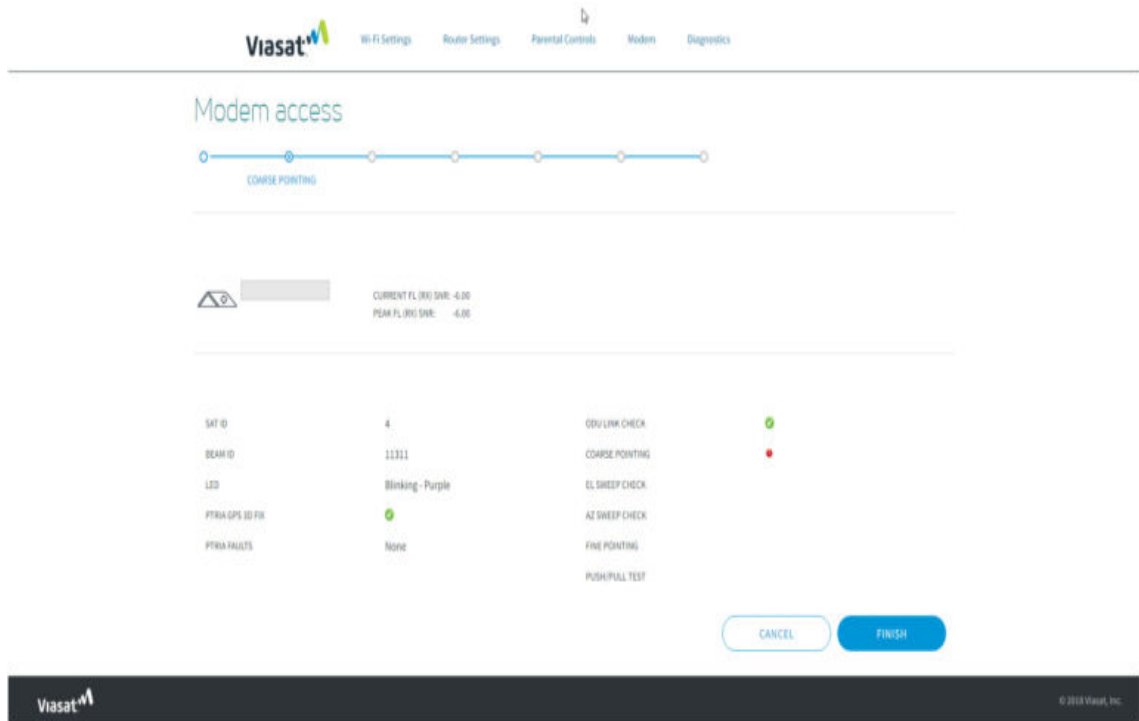 Viasat
Wi-Fi Settings Router Settings Parental Controls Modem Diagnostics
Modem access
COARSE POINTING
CURRENT FL (RX) SNR: -6.00
PEAK FL (RX) SNR: -6.00
SAT ID 4 ODU LINK CHECK
BEAM ID 11311 COARSE POINTING
LED Blinking - Purple EL SWEEP CHECK
PTRIA GPS 3D FIX AZ SWEEP CHECK
PTRIA FAULTS None FINE POINTING
PUSH/PULL TEST
CANCEL FINISH
Viasat
© 2018 Viasat, Inc.